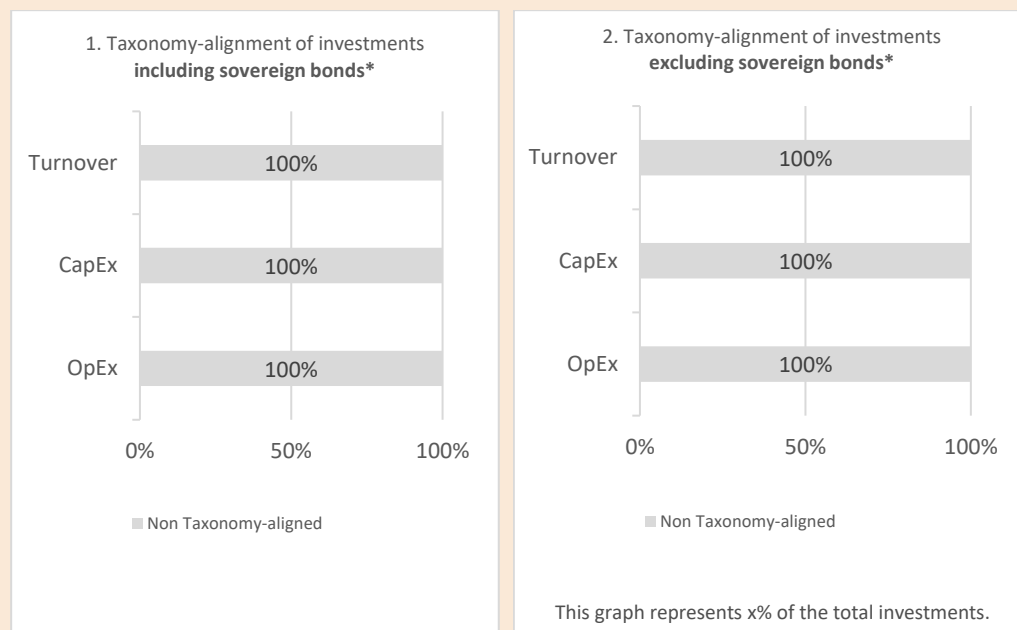 1. Taxonomy-alignment of investments
including sovereign bonds*
Turnover
100%
CapEx
100%
OpEx
100%
0%
50%
100%
Non Taxonomy-aligned
2. Taxonomy-alignment of investments
excluding sovereign bonds*
Turnover
100%
CapEx
100%
OpEx
100%
0%
50%
100%
Non Taxonomy-aligned
This graph represents x% of the total investments.